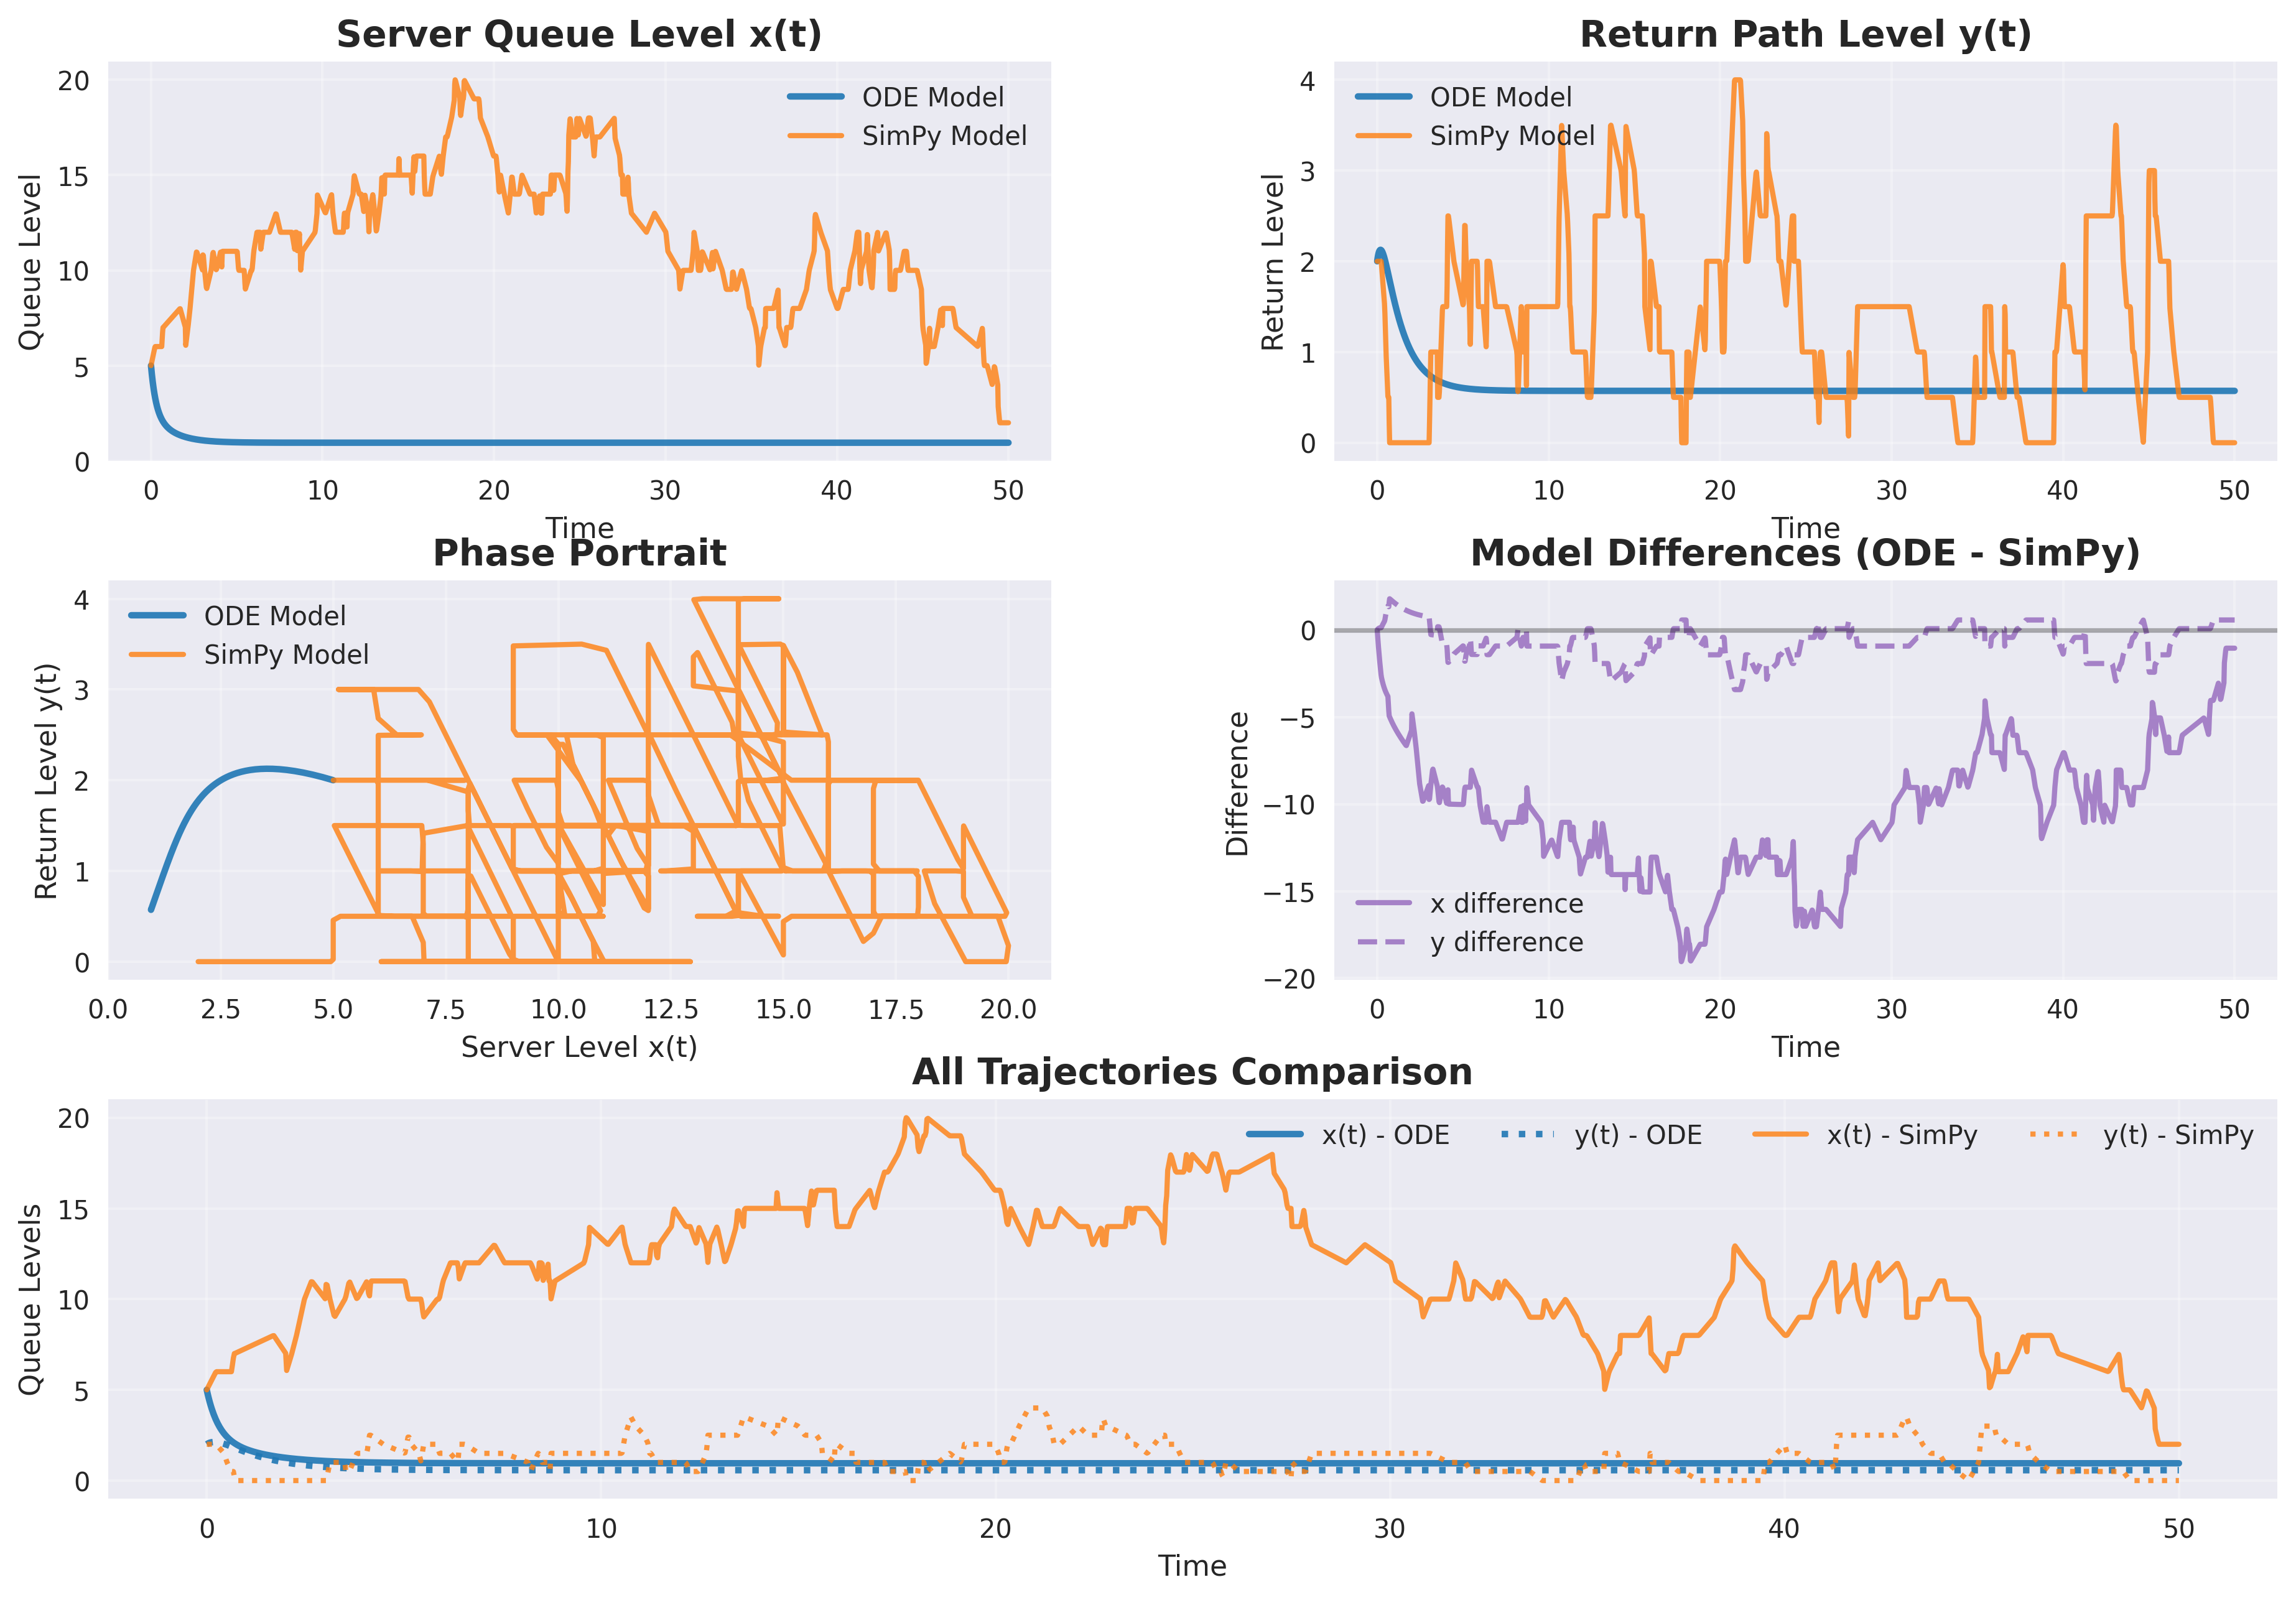 Server Queue Level x(t)
Queue Level
20
15
10
5
0
ODE Model
SimPy Model
0 10 20 30 40 50
Time
Return Path Level y(t)
Return Level
4
3
2
1
0
ODE Model
SimPy Model
0 10 20 30 40 50
Time
Phase Portrait
Return Level y(t)
4
3
2
1
0
ODE Model
SimPy Model
0.0 2.5 5.0 7.5 10.0 12.5 15.0 17.5 20.0
Server Level x(t)
Model Differences (ODE - SimPy)
Difference
0
−5
−10
−15
−20
x difference
y difference
0 10 20 30 40 50
Time
All Trajectories Comparison
Queue Levels
20
15
10
5
0
x(t) - ODE y(t) - ODE x(t) - SimPy y(t) - SimPy
0 10 20 30 40 50
Time